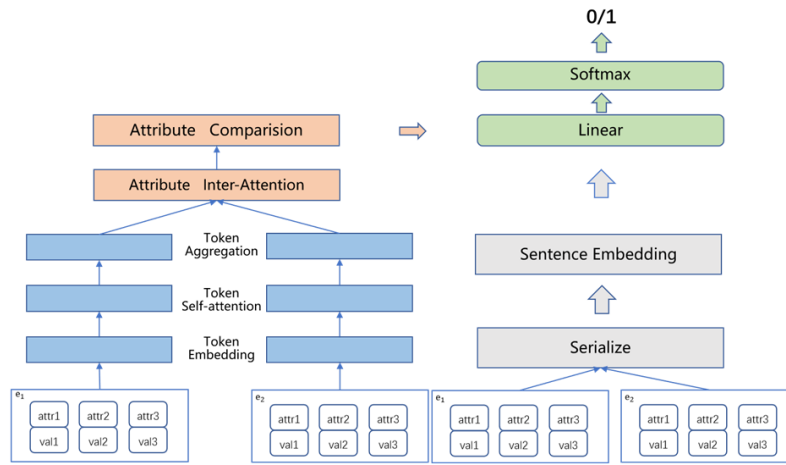 0/1
Softmax
Attribute Comparision
Linear
Attribute Inter-Attention
Token
Aggregation
Sentence Embedding
Token
Self-attention
Token
Embedding
Serialize
e1
attr1 attr2 attr3
val1 val2 val3
e2
attr1 attr2 attr3
val1 val2 val3
e1
attr1 attr2 attr3
val1 val2 val3
e2
attr1 attr2 attr3
val1 val2 val3